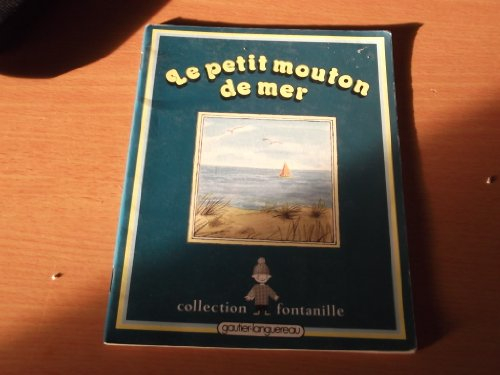 Le petit mouton
de mer
collection fontanille
gautier-languereau